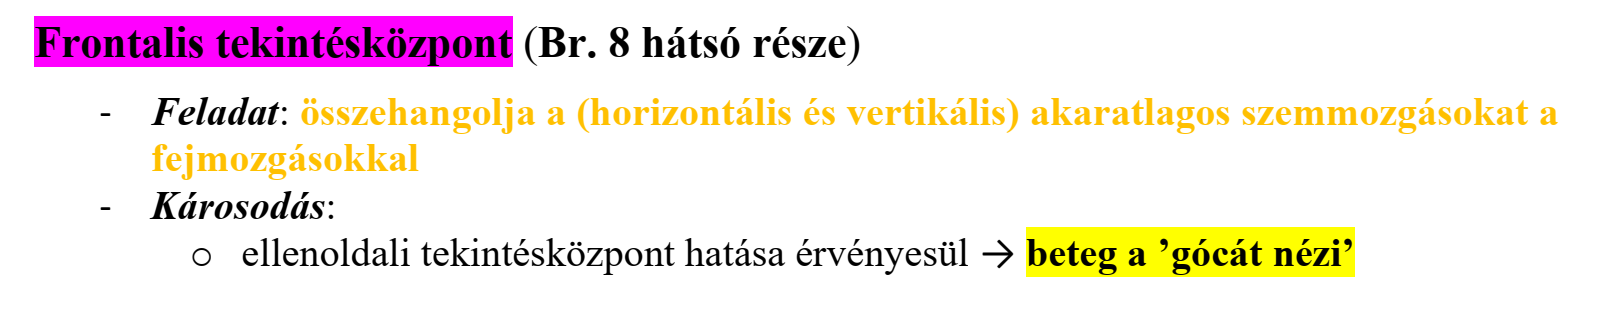 Frontalis tekintésközpont (Br. 8 hátsó része)
- Feladat: összehangolja a (horizontális és vertikális) akaratlagos szemmozgásokat a
fejmozgásokkal
- Károsodás:
o ellenoldali tekintésközpont hatása érvényesül → beteg a ’gócát nézi’